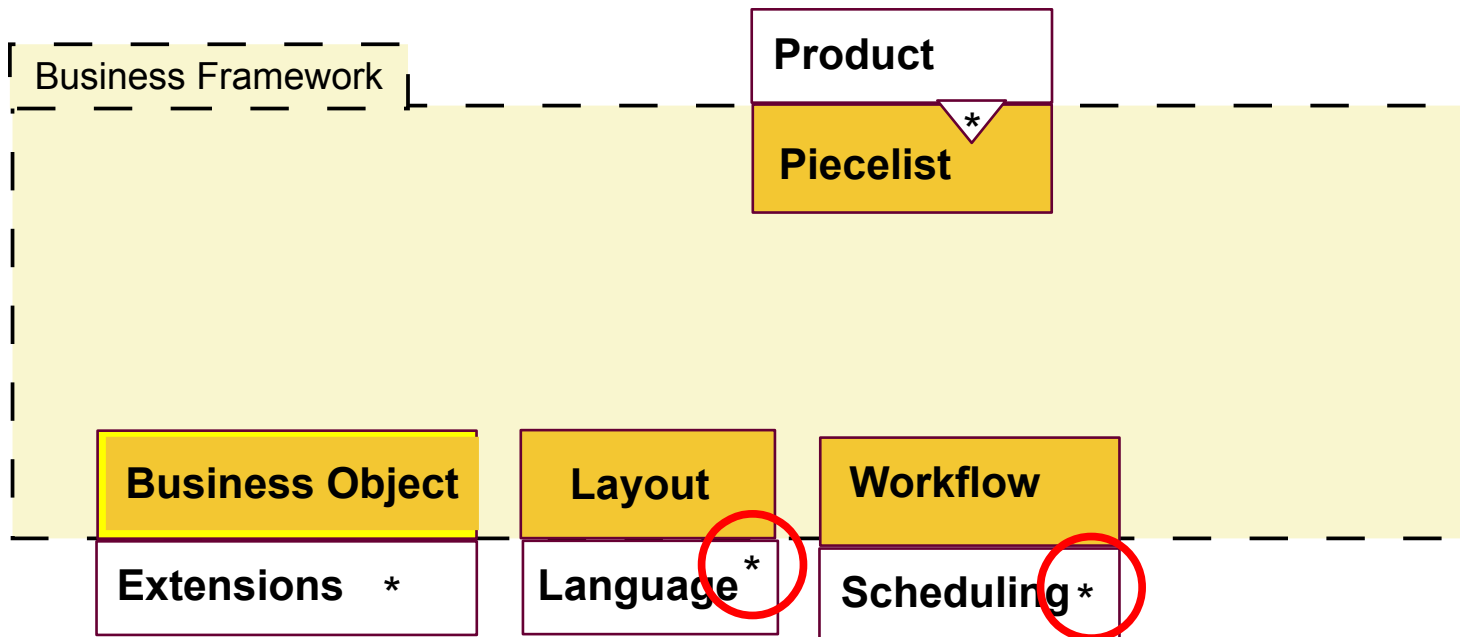 Business Framework
Product
*
Piecelist
Business Object
Layout
Workflow
Extensions *
Language *
Scheduling *